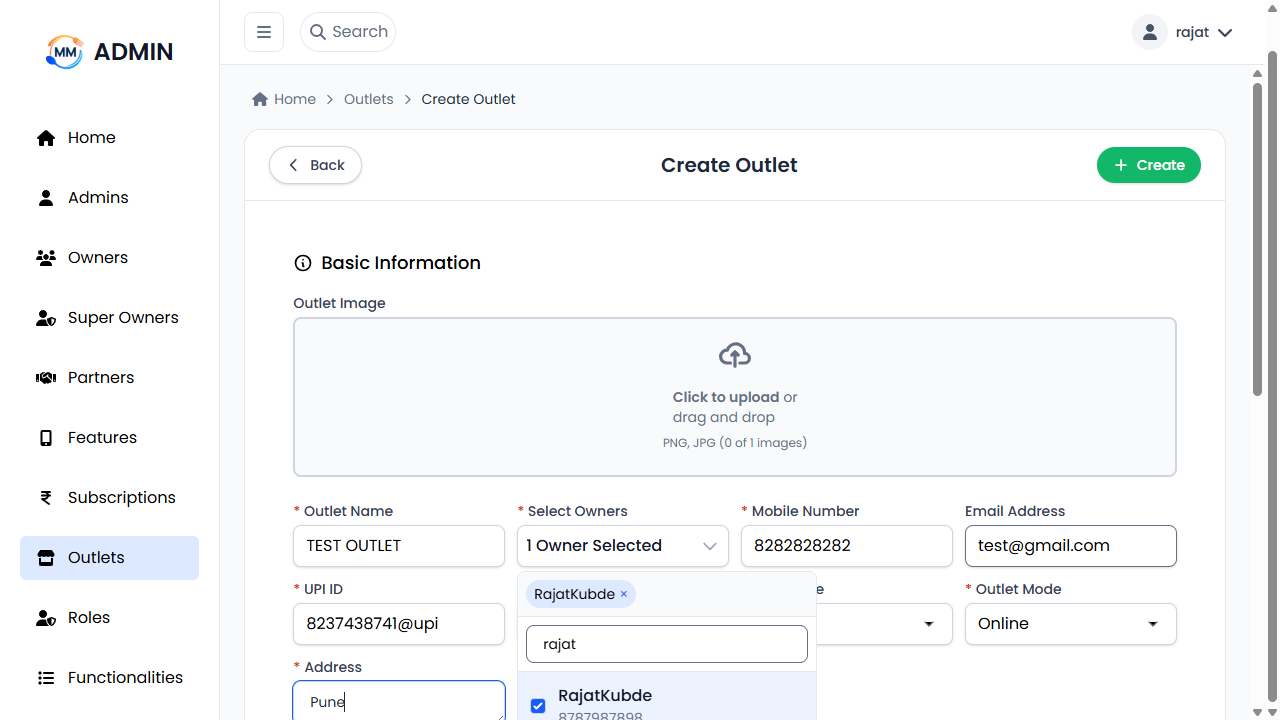 MM ADMIN
Search
rajat
Home
Admins
Owners
Super Owners
Partners
Features
Subscriptions
Outlets
Roles
Functionalities
Home > Outlets > Create Outlet
Back
Create Outlet
+ Create
Basic Information
Outlet Image
Click to upload or
drag and drop
PNG, JPG (0 of 1 images)
* Outlet Name
TEST OUTLET
* Select Owners
1 Owner Selected
* Mobile Number
8282828282
Email Address
test@gmail.com
* UPI ID
8237438741@upi
RajatKubde ×
rajat
RajatKubde
8787987898
e
* Outlet Mode
Online
* Address
Pune